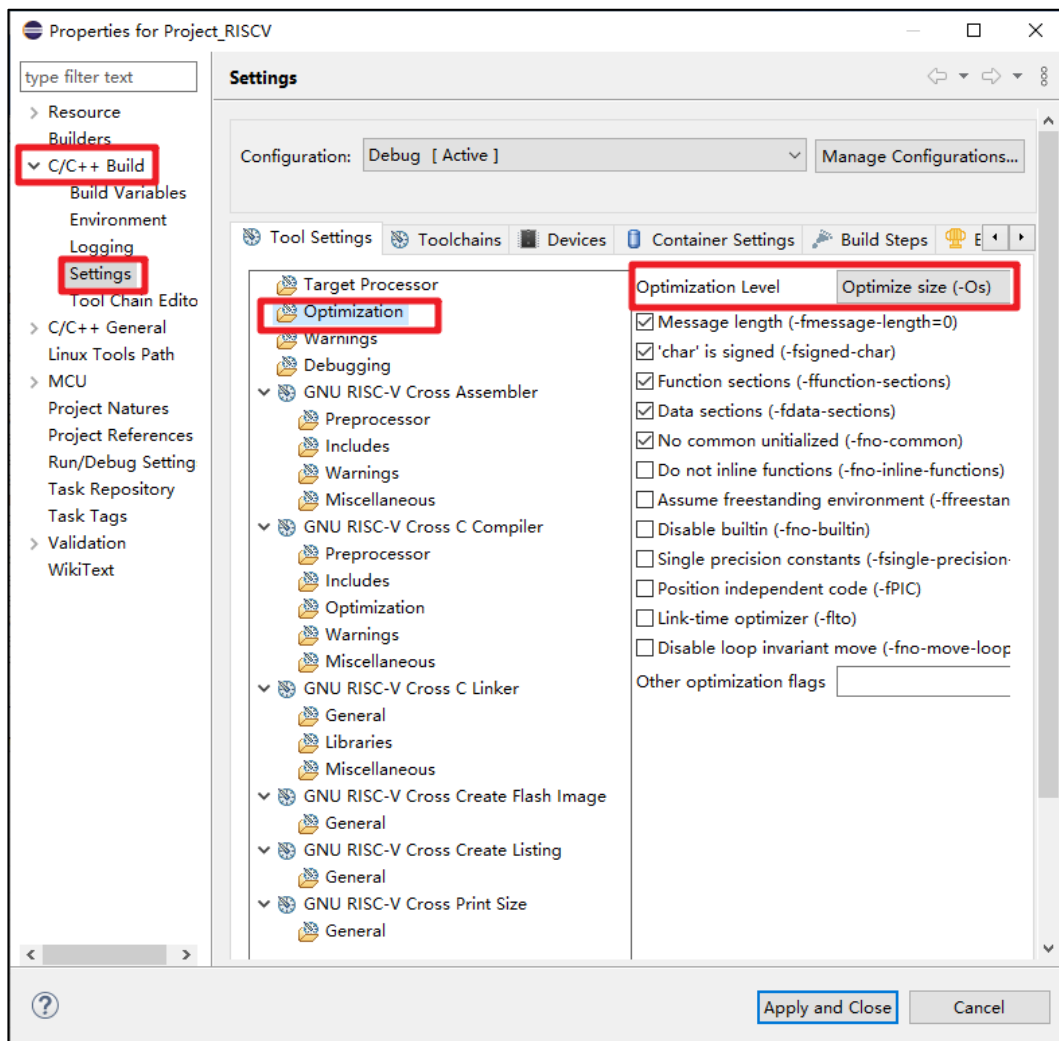 Properties for Project_RISCV
type filter text
Settings
Resource
Builders
C/C++ Build
Build Variables
Environment
Logging
Settings
Tool Chain Edito
C/C++ General
Linux Tools Path
MCU
Project Natures
Project References
Run/Debug Setting
Task Repository
Task Tags
Validation
WikiText
Configuration: Debug [ Active ] Manage Configurations...
Tool Settings Toolchains Devices Container Settings Build Steps E
Target Processor
Optimization
Warnings
Debugging
GNU RISC-V Cross Assembler
Preprocessor
Includes
Warnings
Miscellaneous
GNU RISC-V Cross C Compiler
Preprocessor
Includes
Optimization
Warnings
Miscellaneous
GNU RISC-V Cross C Linker
General
Libraries
Miscellaneous
GNU RISC-V Cross Create Flash Image
General
GNU RISC-V Cross Create Listing
General
GNU RISC-V Cross Print Size
General
Optimization Level Optimize size (-Os)
Message length (-fmessage-length=0)
'char' is signed (-fsigned-char)
Function sections (-ffunction-sections)
Data sections (-fdata-sections)
No common unitialized (-fno-common)
Do not inline functions (-fno-inline-functions)
Assume freestanding environment (-ffreestan
Disable builtin (-fno-builtin)
Single precision constants (-fsingle-precision-
Position independent code (-fPIC)
Link-time optimizer (-flto)
Disable loop invariant move (-fno-move-loop
Other optimization flags
Apply and Close Cancel